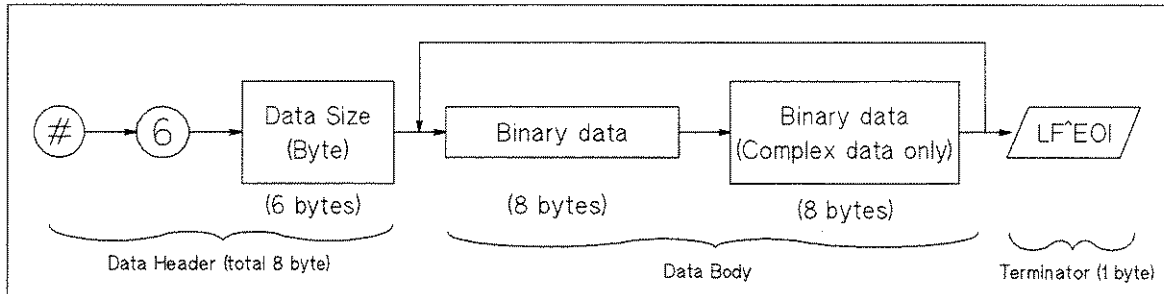 #
6
Data Size
(Byte)
(6 bytes)
Binary data
(8 bytes)
Binary data
(Complex data only)
(8 bytes)
LF^EOI
Data Header (total 8 byte)
Data Body
Terminator (1 byte)